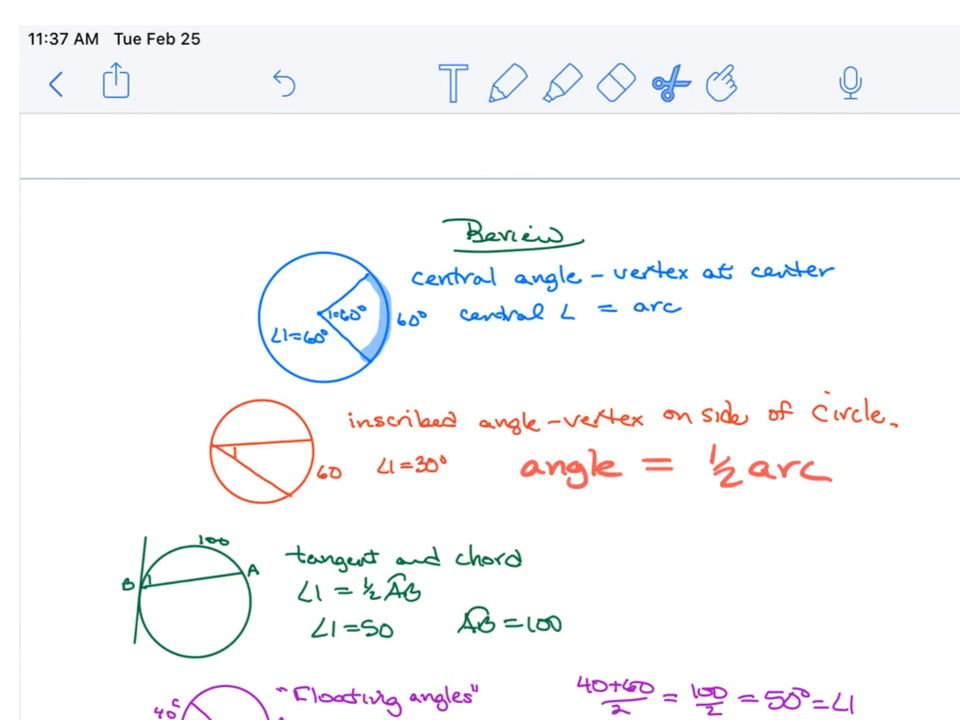 11:37 AM Tue Feb 25
T
Review
central angle - vertex at center
1=60° 60° central ∠ = arc
∠1=60°
inscribed angle - vertex on side of circle.
60 ∠1=30° angle = ½ arc
100
B 1 A tangent and chord
∠1 = ½ AB
∠1=50 AB = 100
40° "Floating angles" 40+60/2 = 100/2 = 50° = ∠1